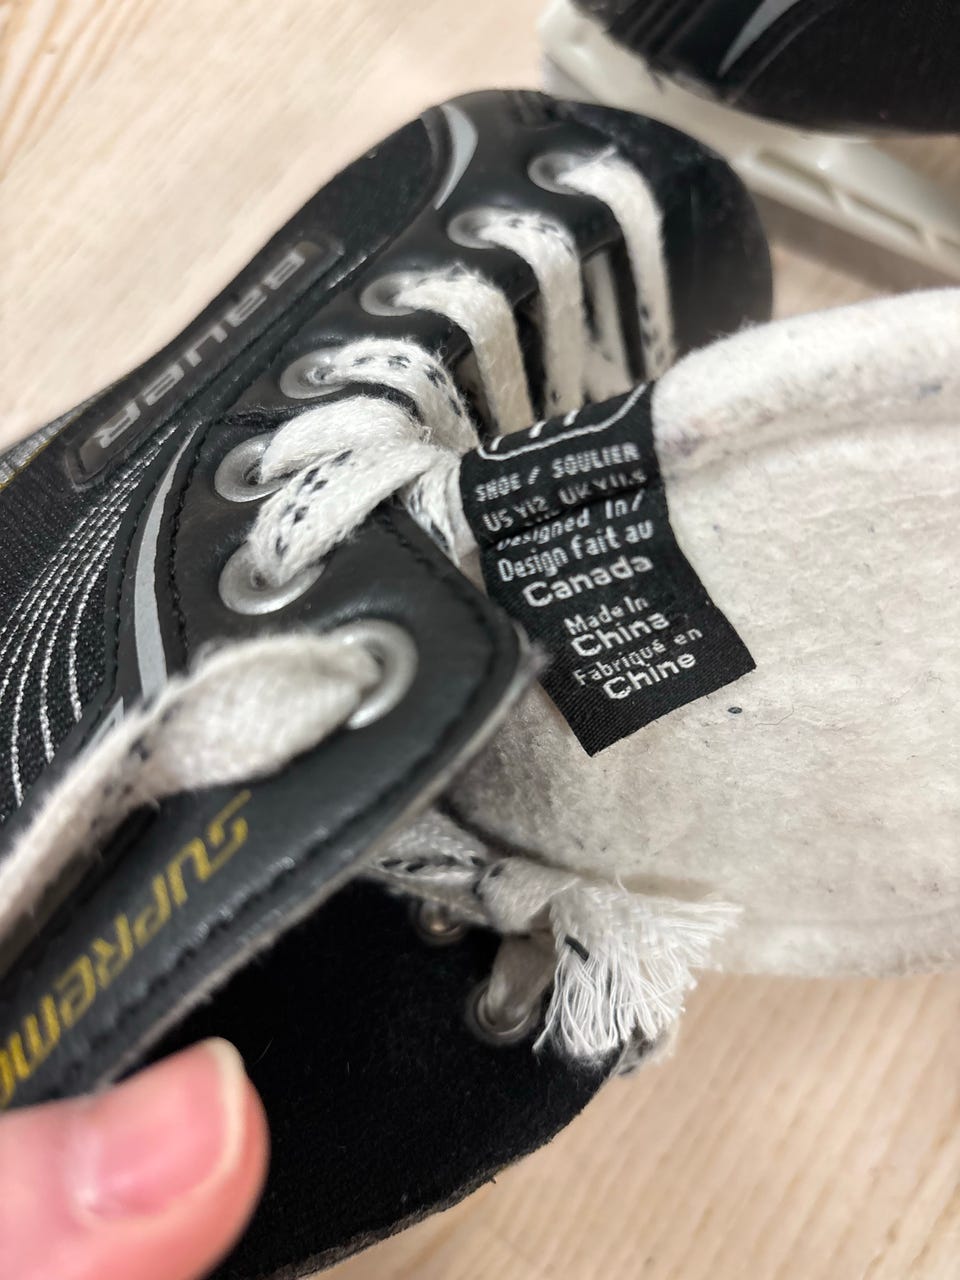 BAUER
SHOE / SOULIER
US Y12 UK Y11.5
Designed In/
Design fait au
Canada
Made In
China
Fabriqué en
Chine
SUPREME